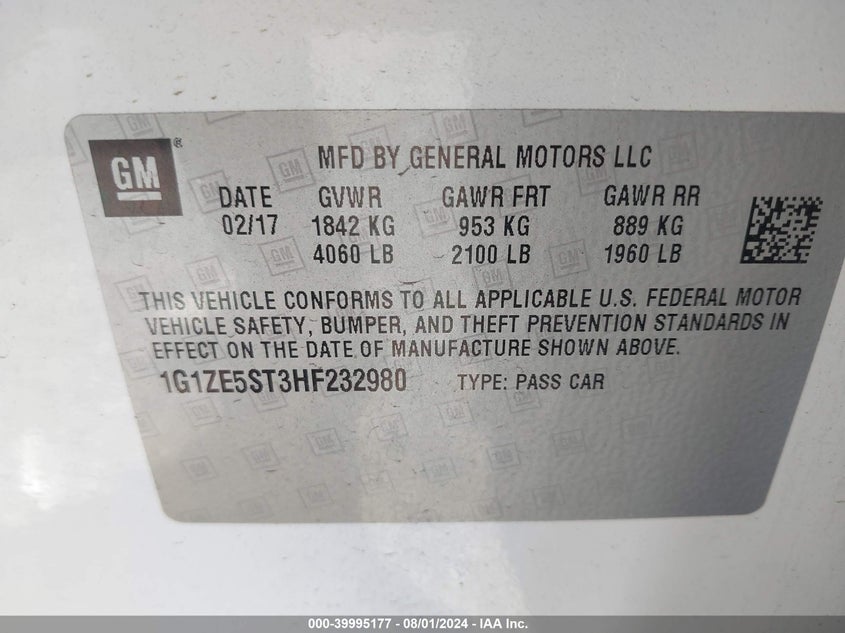 GM®
MFD BY GENERAL MOTORS LLC
DATE GVWR GAWR FRT GAWR RR
02/17 1842 KG 953 KG 889 KG
4060 LB 2100 LB 1960 LB
THIS VEHICLE CONFORMS TO ALL APPLICABLE U.S. FEDERAL MOTOR
VEHICLE SAFETY, BUMPER, AND THEFT PREVENTION STANDARDS IN
EFFECT ON THE DATE OF MANUFACTURE SHOWN ABOVE.
1G1ZE5ST3HF232980 TYPE: PASS CAR
000-39995177 - 08/01/2024 - IAA Inc.